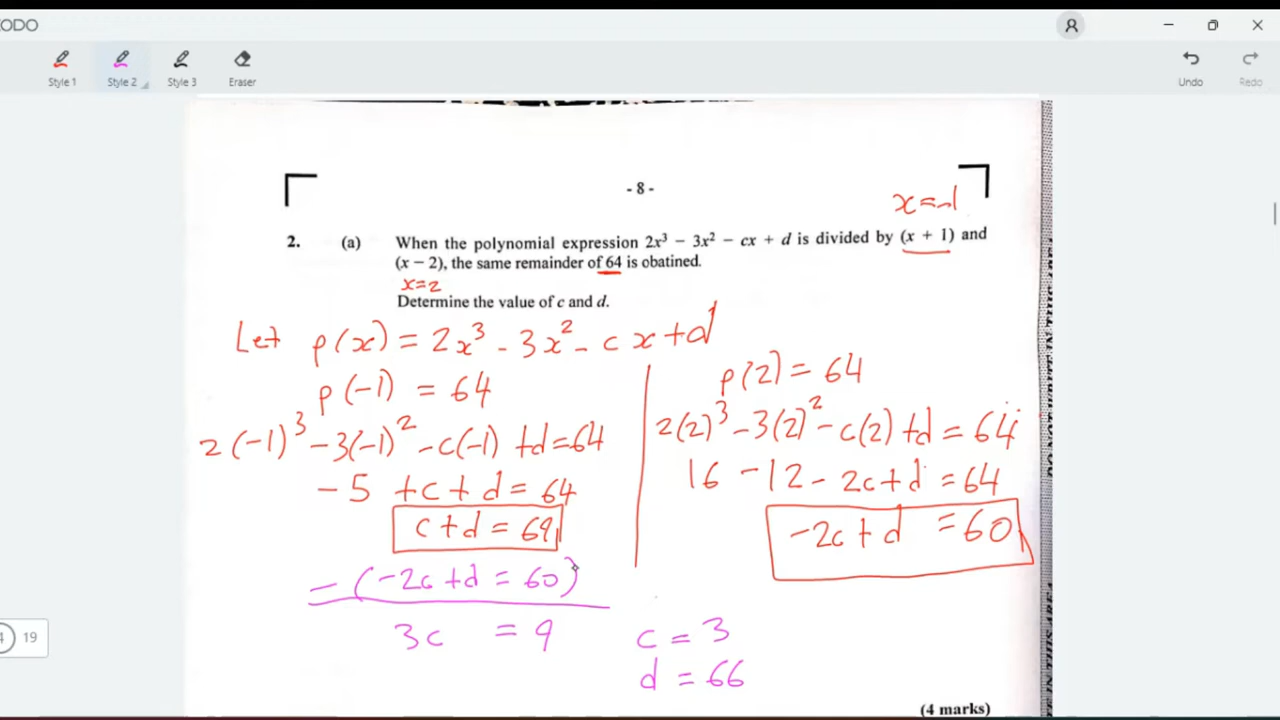 ODO
Style 1
Style 2
Style 3
Eraser
Undo
Redo
- 8 -
x=-1
2. (a) When the polynomial expression 2x³ − 3x² − cx + d is divided by (x + 1) and
(x − 2), the same remainder of 64 is obatined.
x=2
Determine the value of c and d.
Let p(x) = 2x³ - 3x² - cx + d
p(-1) = 64
2(-1)³ - 3(-1)² - c(-1) + d = 64
-5 + c + d = 64
c + d = 69
-(-2c + d = 60)
3c = 9
p(2) = 64
2(2)³ - 3(2)² - c(2) + d = 64
16 - 12 - 2c + d = 64
-2c + d = 60
c = 3
d = 66
4 19
(4 marks)